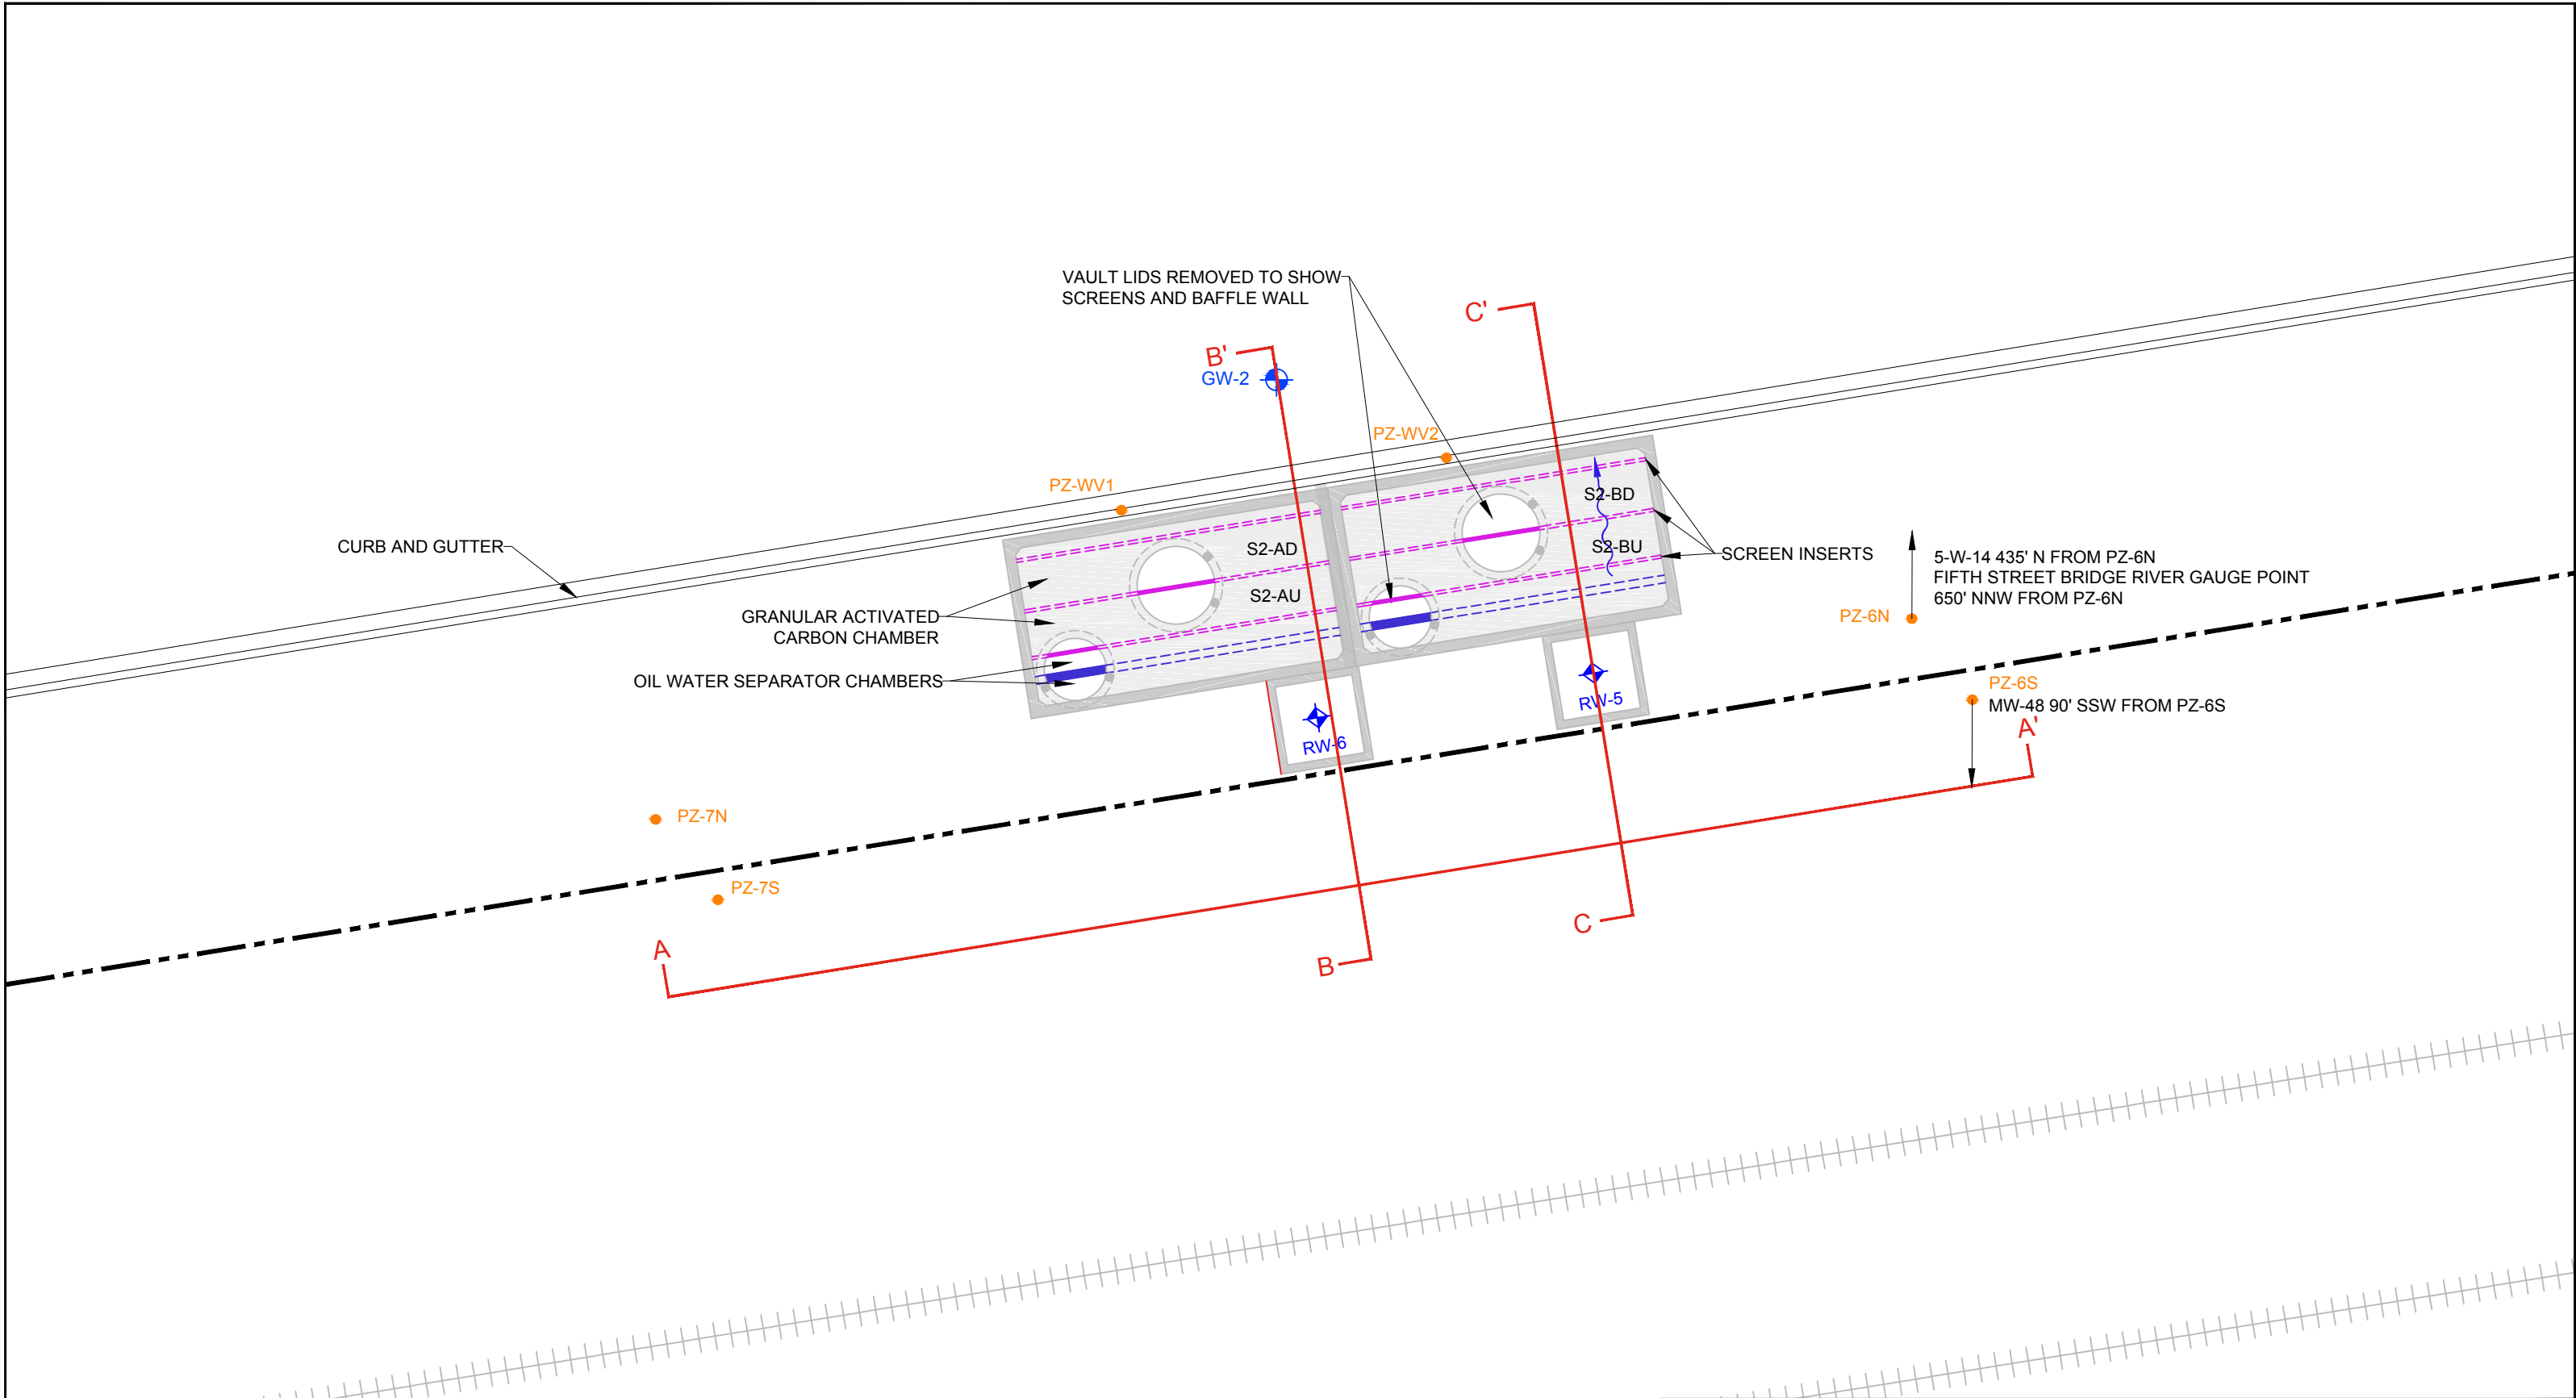 VAULT LIDS REMOVED TO SHOW
SCREENS AND BAFFLE WALL
C'
B'
GW-2
PZ-WV2
PZ-WV1
S2-BD
CURB AND GUTTER
S2-AD
S2-BU
SCREEN INSERTS
5-W-14 435' N FROM PZ-6N
FIFTH STREET BRIDGE RIVER GAUGE POINT
650' NNW FROM PZ-6N
S2-AU
GRANULAR ACTIVATED
CARBON CHAMBER
PZ-6N
OIL WATER SEPARATOR CHAMBERS
PZ-6S
MW-48 90' SSW FROM PZ-6S
RW-5
A'
RW-6
PZ-7N
PZ-7S
A
C
B